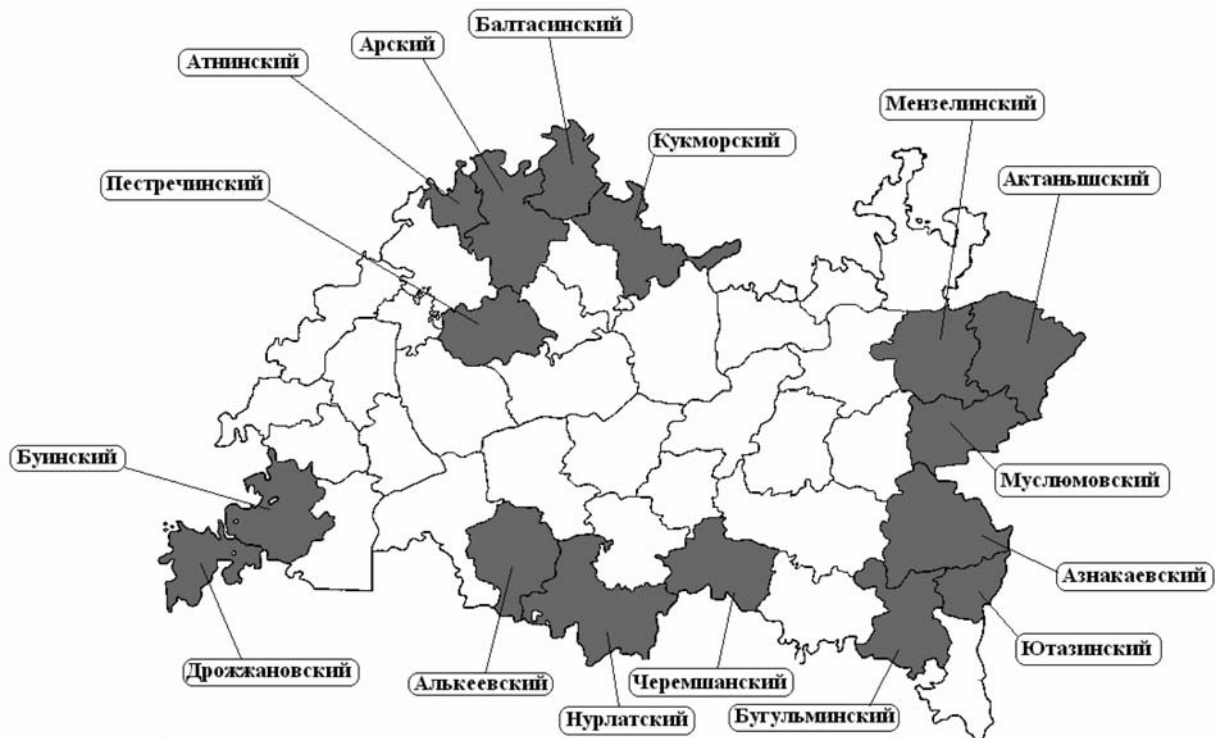 Балтасинский
Арский
Атнинский
Мензелинский
Кукморский
Пестречинский
Актанышский
Буинский
Муслюмовский
Азнакаевский
Ютазинский
Дрожжановский
Алькеевский
Черемшанский
Нурлатский
Бугульминский